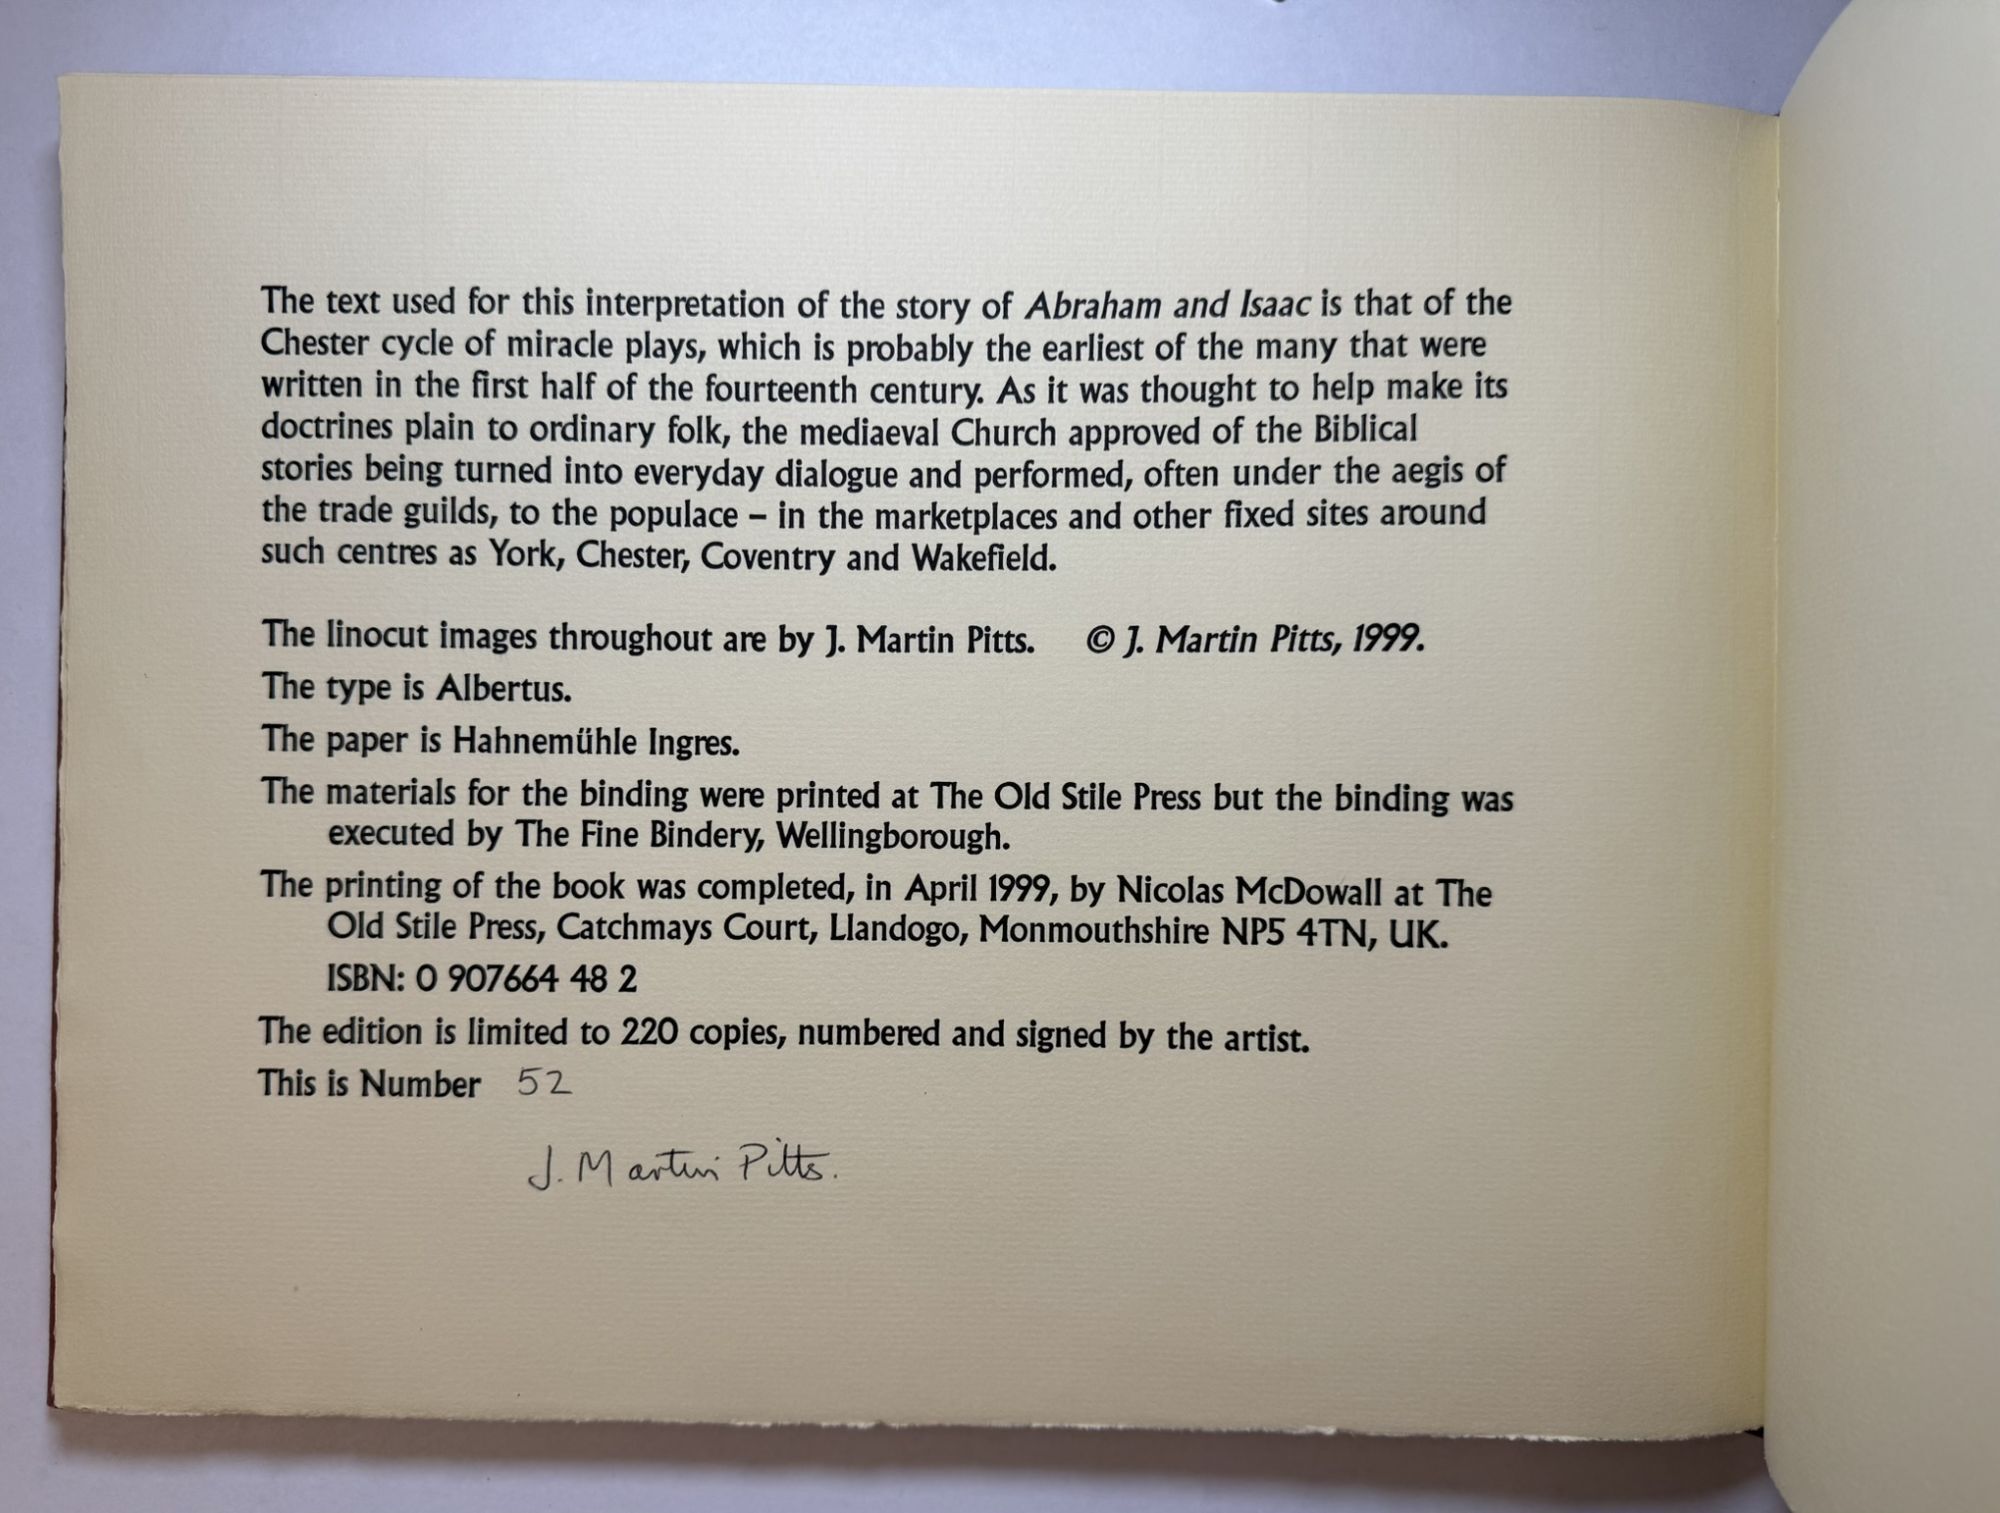 The text used for this interpretation of the story of Abraham and Isaac is that of the
Chester cycle of miracle plays, which is probably the earliest of the many that were
written in the first half of the fourteenth century. As it was thought to help make its
doctrines plain to ordinary folk, the mediaeval Church approved of the Biblical
stories being turned into everyday dialogue and performed, often under the aegis of
the trade guilds, to the populace – in the marketplaces and other fixed sites around
such centres as York, Chester, Coventry and Wakefield.
The linocut images throughout are by J. Martin Pitts. © J. Martin Pitts, 1999.
The type is Albertus.
The paper is Hahnemühle Ingres.
The materials for the binding were printed at The Old Stile Press but the binding was
executed by The Fine Bindery, Wellingborough.
The printing of the book was completed, in April 1999, by Nicolas McDowall at The
Old Stile Press, Catchmays Court, Llandogo, Monmouthshire NP5 4TN, UK.
ISBN: 0 907664 48 2
The edition is limited to 220 copies, numbered and signed by the artist.
This is Number 52
J. Martin Pitts.